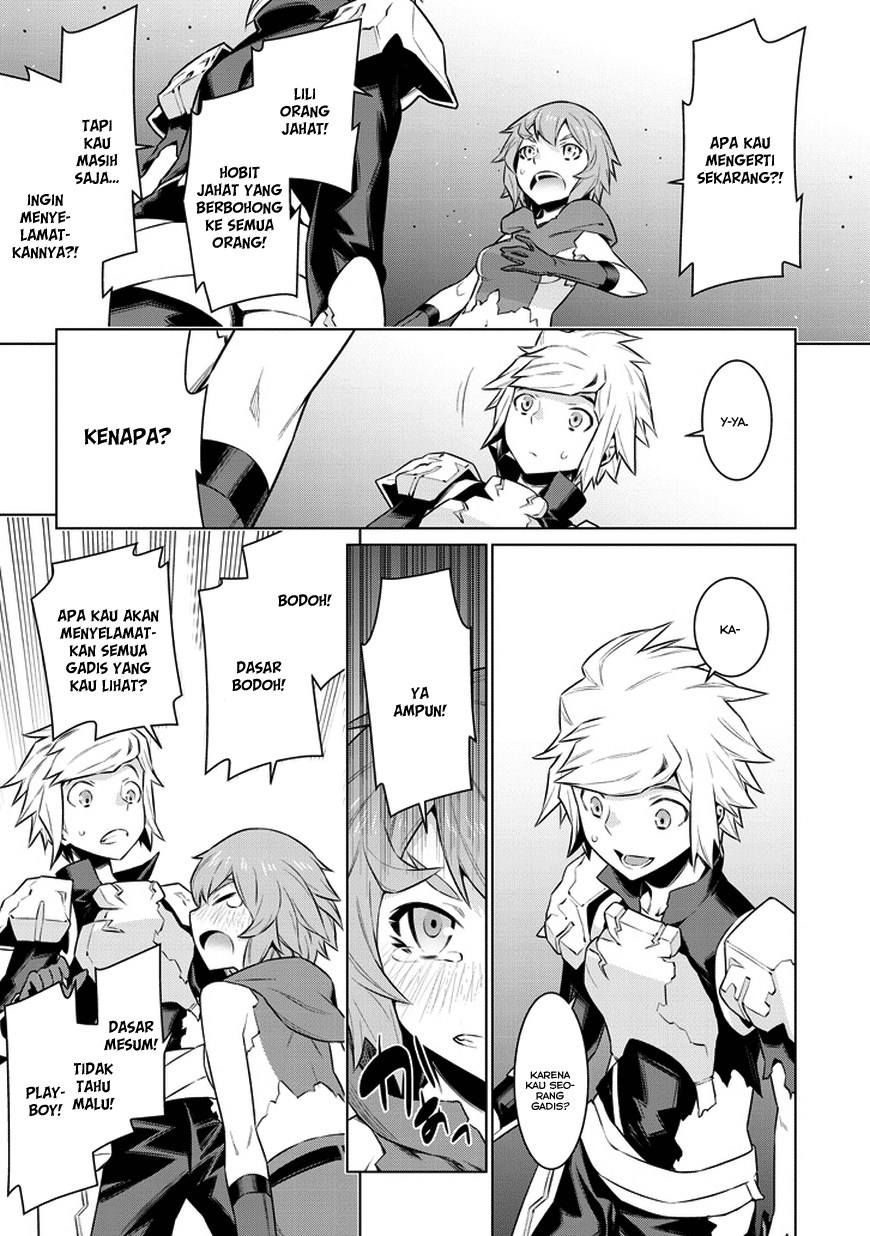 APA KAU
MENGERTI
SEKARANG?!
LILI
ORANG
JAHAT!
HOBIT
JAHAT YANG
BERBOHONG
KE SEMUA
ORANG!
TAPI
KAU
MASIH
SAJA...
INGIN
MENYE-
LAMAT-
KANNYA?!
Y-YA.
KENAPA?
KA-
KARENA
KAU SEO-
RANG
GADIS?
YA
AMPUN!
BODOH!
DASAR
BODOH!
APA KAU AKAN
MENYELAMAT-
KAN SEMUA
GADIS YANG
KAU LIHAT?
DASAR
MESUM!
TIDAK
TAHU
MALU!
PLAY-
BOY!